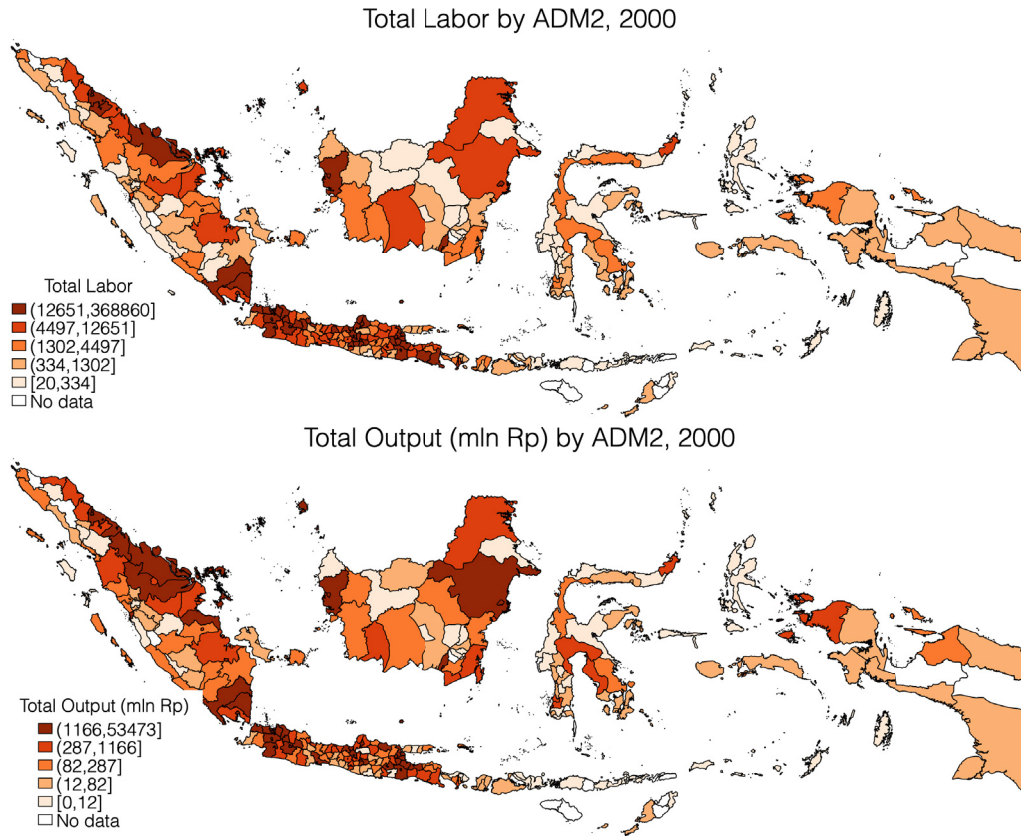 Total Labor by ADM2, 2000
Total Labor
(12651,368860]
(4497,12651]
(1302,4497]
(334,1302]
[20,334]
No data
Total Output (mln Rp) by ADM2, 2000
Total Output (mln Rp)
(1166,53473]
(287,1166]
(82,287]
(12,82]
[0,12]
No data